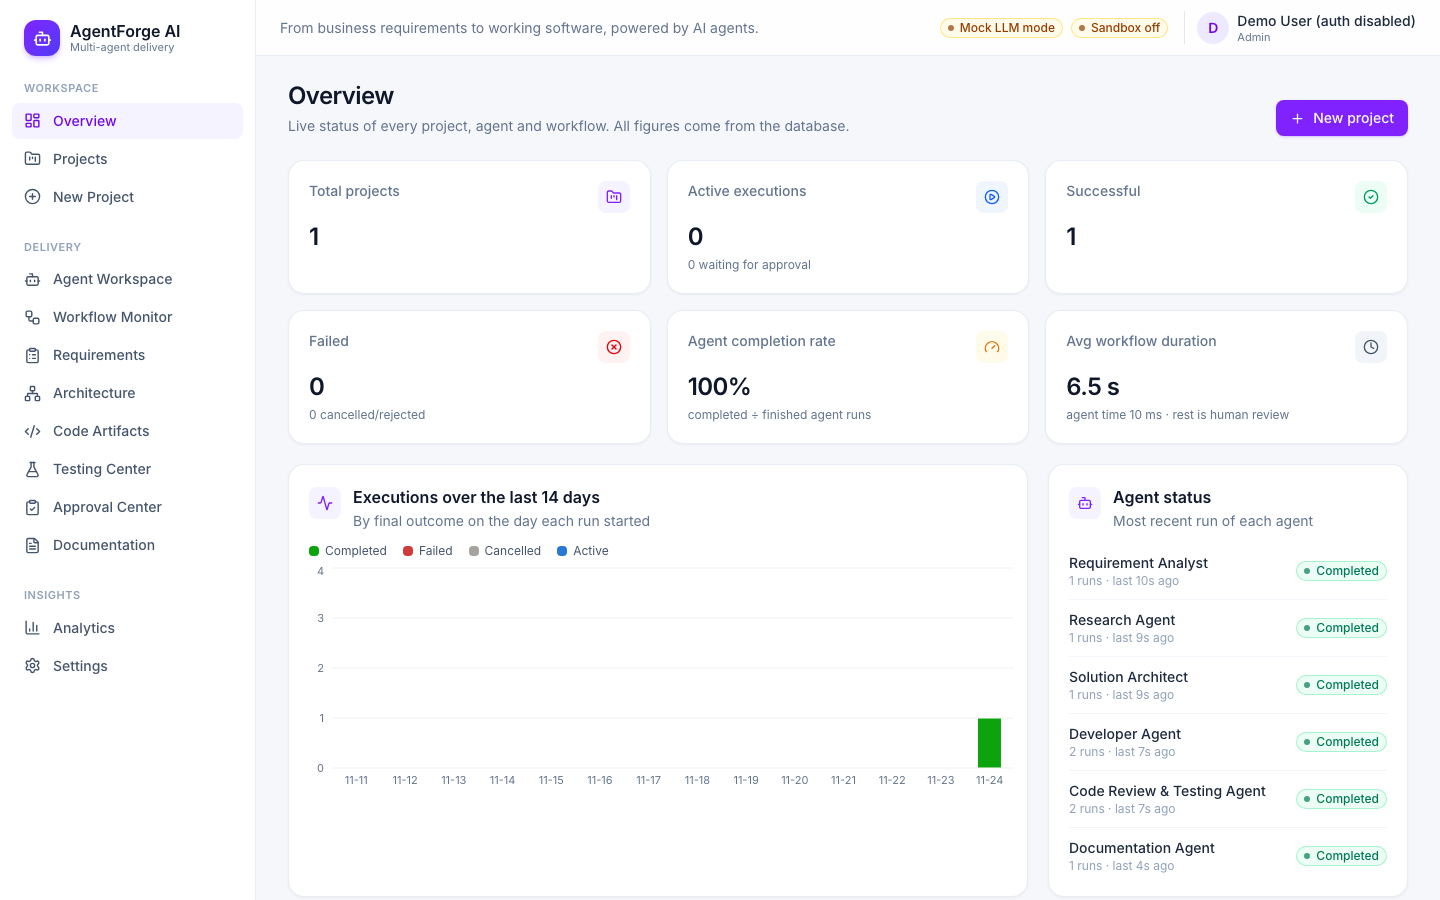 AgentForge AI
Multi-agent delivery
WORKSPACE
Overview
Projects
New Project
DELIVERY
Agent Workspace
Workflow Monitor
Requirements
Architecture
Code Artifacts
Testing Center
Approval Center
Documentation
INSIGHTS
Analytics
Settings
From business requirements to working software, powered by AI agents.
Mock LLM mode
Sandbox off
D
Demo User (auth disabled)
Admin
Overview
Live status of every project, agent and workflow. All figures come from the database.
New project
Total projects
1
Active executions
0
0 waiting for approval
Successful
1
Failed
0
0 cancelled/rejected
Agent completion rate
100%
completed ÷ finished agent runs
Avg workflow duration
6.5 s
agent time 10 ms · rest is human review
Executions over the last 14 days
By final outcome on the day each run started
Completed Failed Cancelled Active
4
3
2
1
0
11-11 11-12 11-13 11-14 11-15 11-16 11-17 11-18 11-19 11-20 11-21 11-22 11-23 11-24
Agent status
Most recent run of each agent
Requirement Analyst
1 runs · last 10s ago
Completed
Research Agent
1 runs · last 9s ago
Completed
Solution Architect
1 runs · last 9s ago
Completed
Developer Agent
2 runs · last 7s ago
Completed
Code Review & Testing Agent
2 runs · last 7s ago
Completed
Documentation Agent
1 runs · last 4s ago
Completed